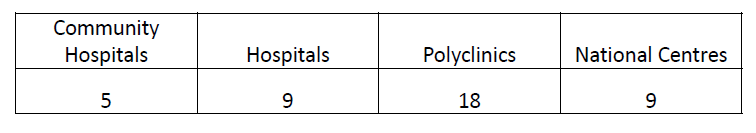 Community
Hospitals Hospitals Polyclinics National Centres
5 9 18 9